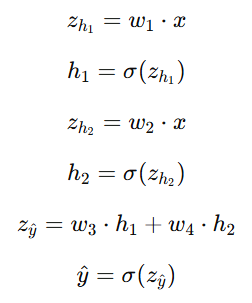 z_{h_1} = w_1 · x
h_1 = σ(z_{h_1})
z_{h_2} = w_2 · x
h_2 = σ(z_{h_2})
z_{ŷ} = w_3 · h_1 + w_4 · h_2
ŷ = σ(z_{ŷ})